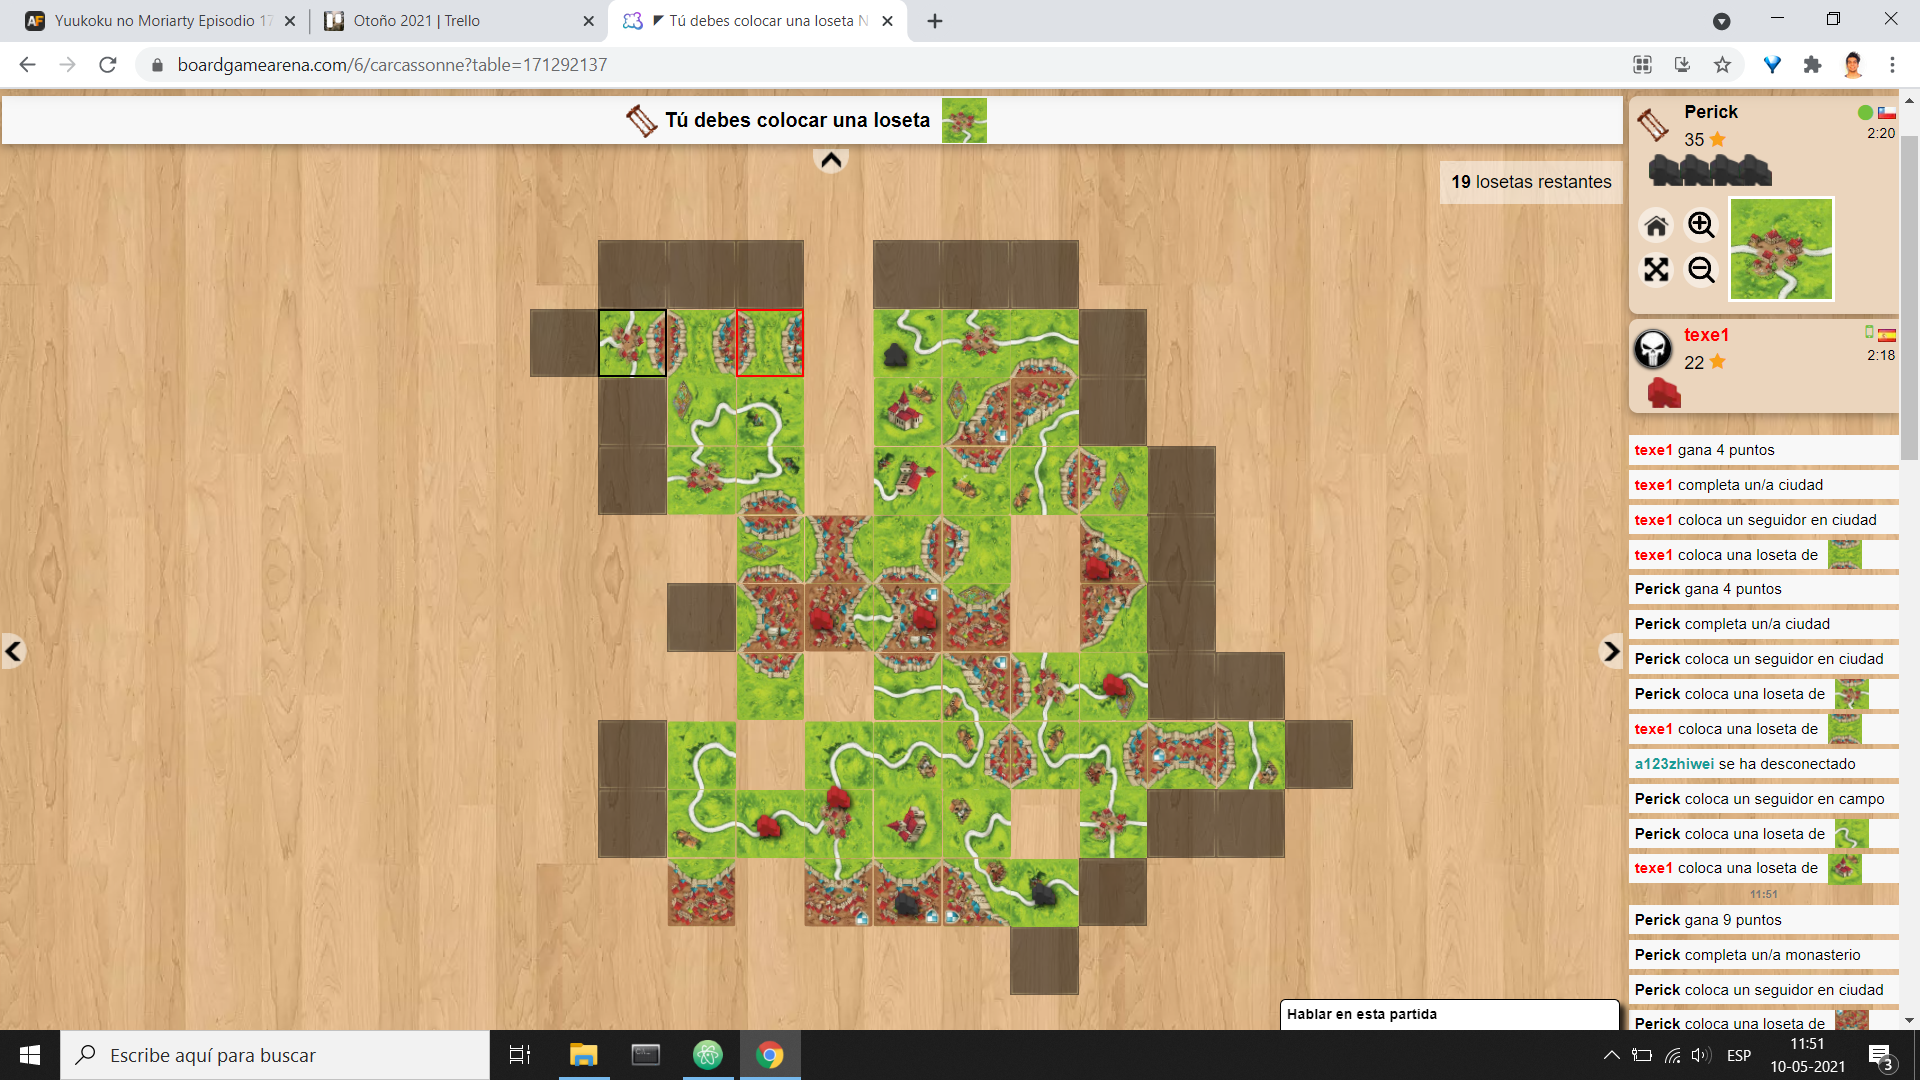 Yuukoku no Moriarty Episodio 17
Otoño 2021 | Trello
Tú debes colocar una loseta N
boardgamearena.com/6/carcassonne?table=171292137
Tú debes colocar una loseta
19 losetas restantes
Perick
35
2:20
texe1
22
2:18
texe1 gana 4 puntos
texe1 completa un/a ciudad
texe1 coloca un seguidor en ciudad
texe1 coloca una loseta de
Perick gana 4 puntos
Perick completa un/a ciudad
Perick coloca un seguidor en ciudad
Perick coloca una loseta de
texe1 coloca una loseta de
a123zhiwei se ha desconectado
Perick coloca un seguidor en campo
Perick coloca una loseta de
texe1 coloca una loseta de
11:51
Perick gana 9 puntos
Perick completa un/a monasterio
Perick coloca un seguidor en ciudad
Perick coloca una loseta de
Hablar en esta partida
Escribe aquí para buscar
ESP
11:51
10-05-2021
3